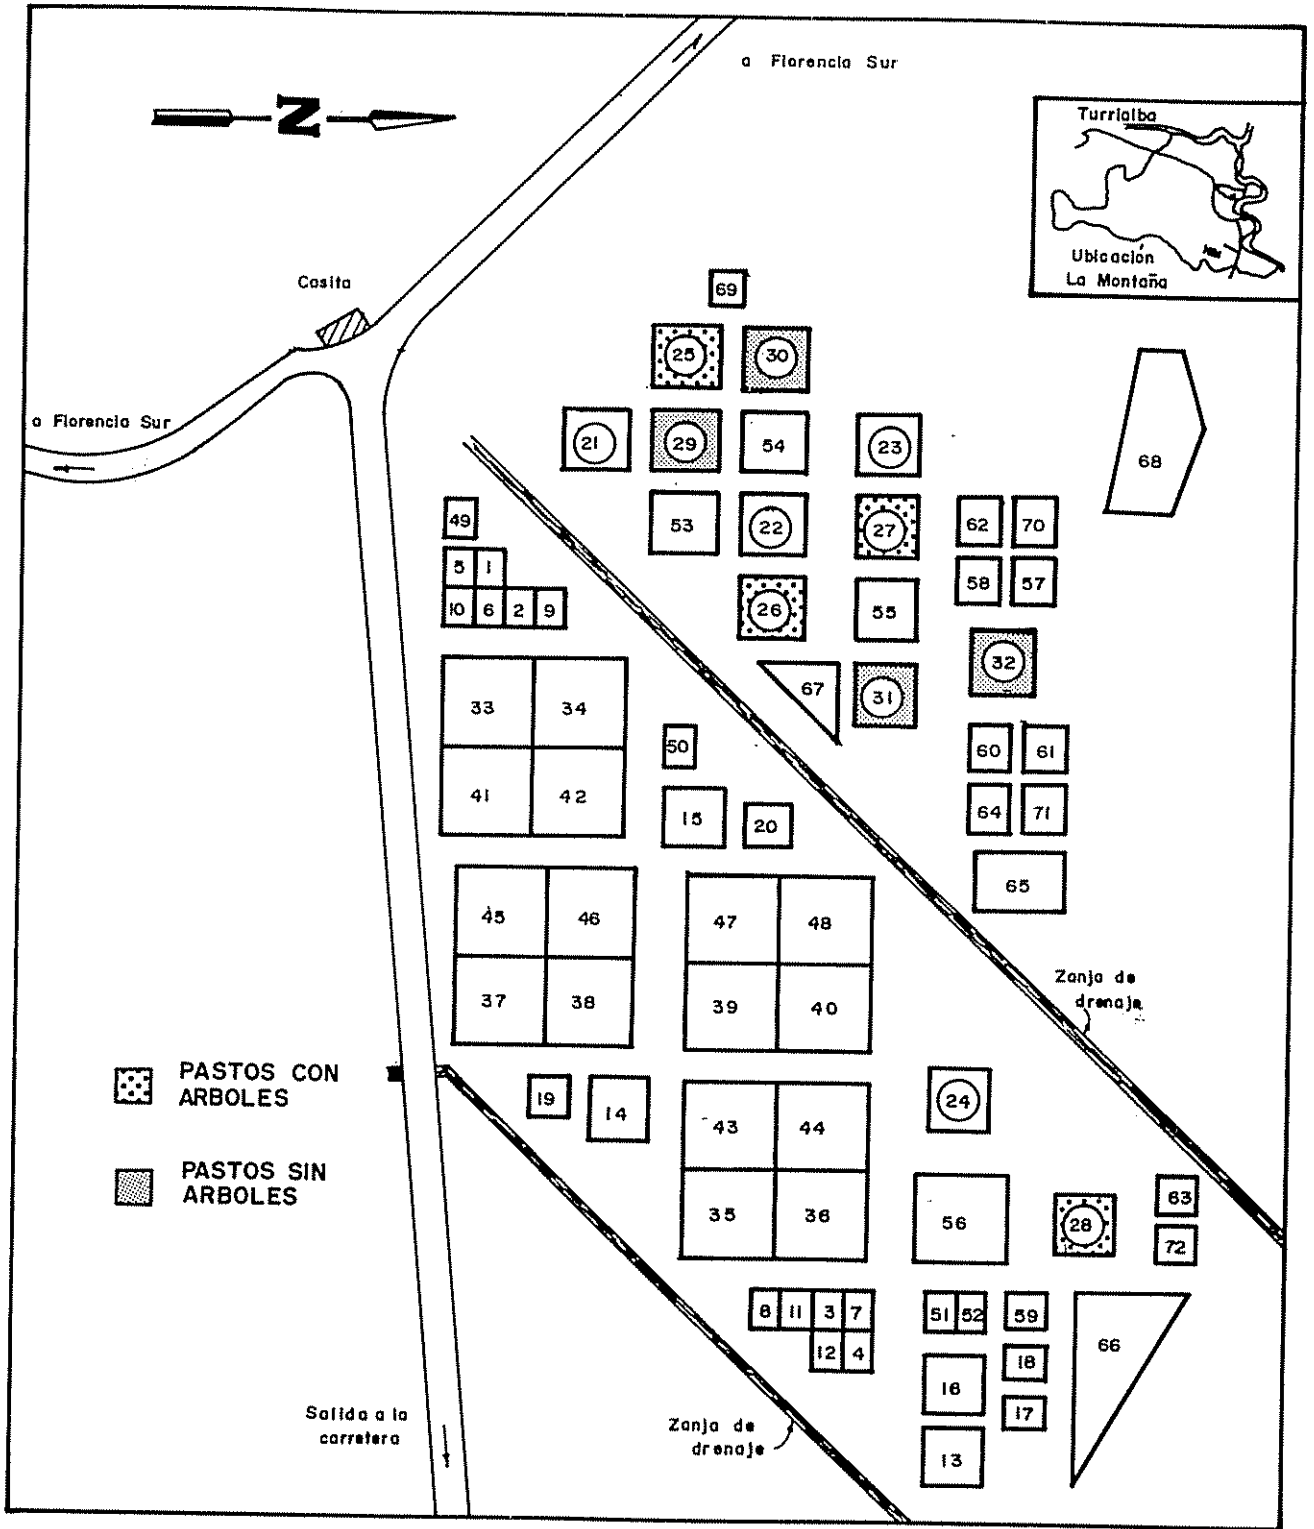 a Florencia Sur
N
Turrialba
Ubicación
La Montaña
Casita
69
25 30
a Florencia Sur
21 29 54 23
68
49
53 22 27 62 70
5 1
58 57
10 6 2 9
26 55
32
67 31
33 34
50
60 61
41 42
15 20
64 71
65
45 46 47 48
Zanja de
drenaje
37 38 39 40
PASTOS CON
ARBOLES
19 14
43 44
24
PASTOS SIN
ARBOLES
35 36
56 28
63
72
8 11 3 7
51 52 59
12 4
18
66
16
17
Salida a la
carretera
Zanja de
drenaje
13